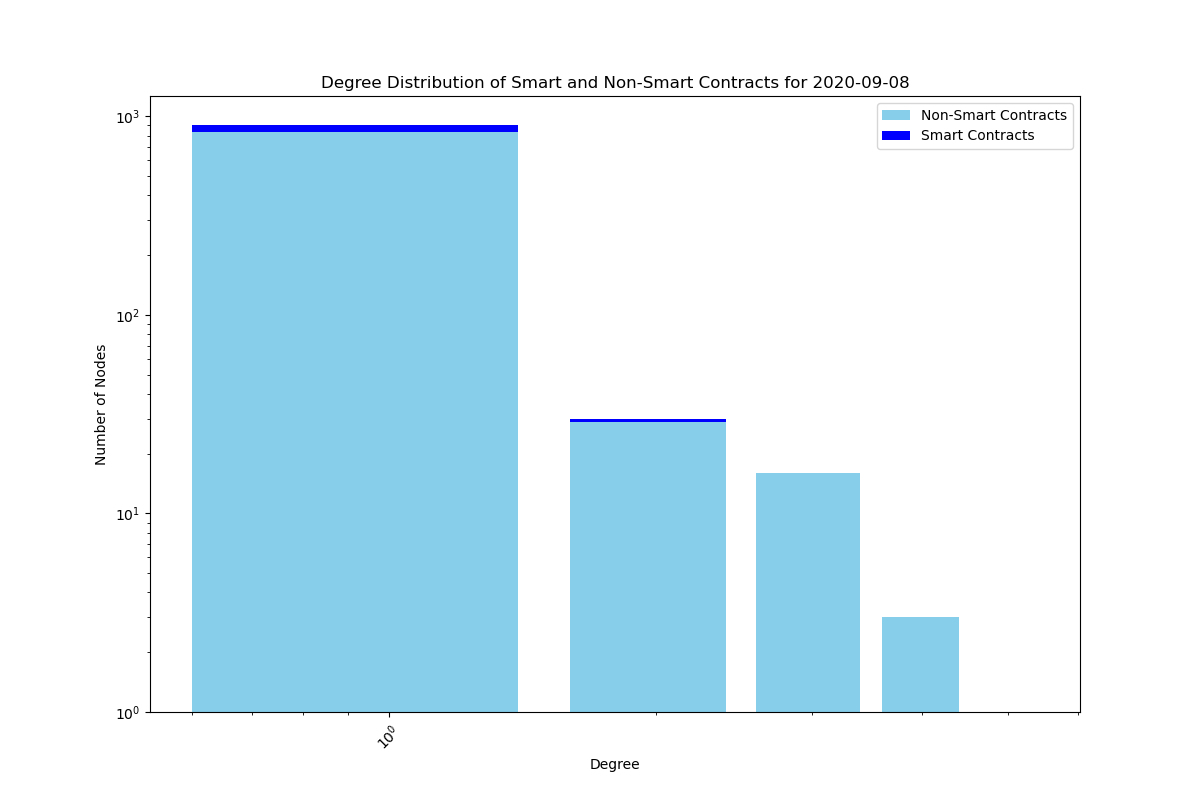 Degree Distribution of Smart and Non-Smart Contracts for 2020-09-08
Non-Smart Contracts
Smart Contracts
Number of Nodes
10³
10²
10¹
10⁰
10⁰
Degree